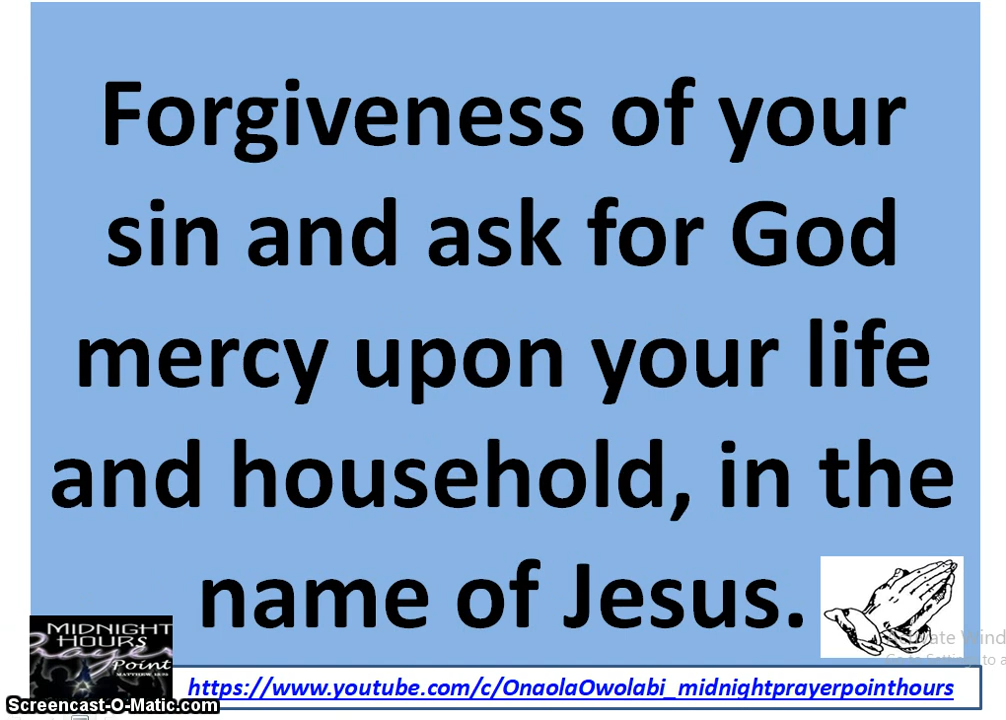 Forgiveness of your
sin and ask for God
mercy upon your life
and household, in the
name of Jesus.
MIDNIGHT
HOURS
Prayer
Point
https://www.youtube.com/c/OnaolaOwolabi_midnightprayerpointhours
Screencast-O-Matic.com